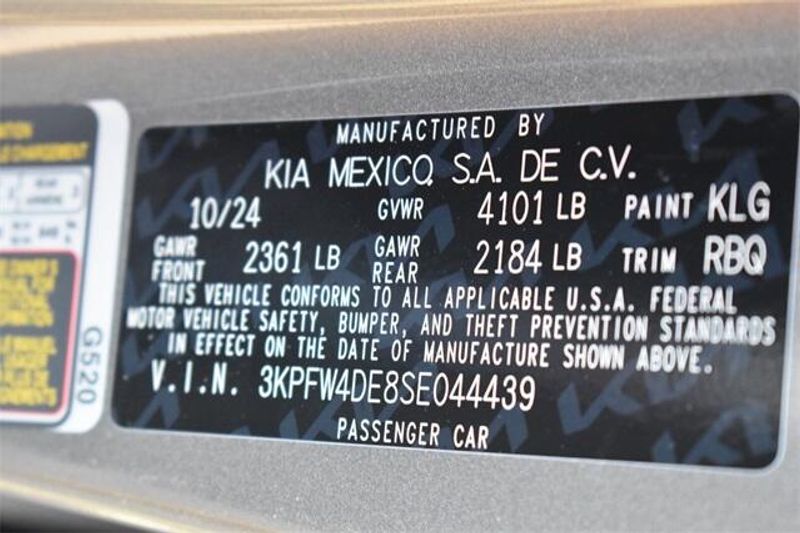 MANUFACTURED BY
KIA MEXICO, S.A. DE C.V.
10/24 GVWR 4101 LB PAINT KLG
GAWR FRONT 2361 LB GAWR REAR 2184 LB TRIM RBQ
THIS VEHICLE CONFORMS TO ALL APPLICABLE U.S.A. FEDERAL
MOTOR VEHICLE SAFETY, BUMPER, AND THEFT PREVENTION STANDARDS
IN EFFECT ON THE DATE OF MANUFACTURE SHOWN ABOVE.
V.I.N. 3KPFW4DE8SE044439
PASSENGER CAR
G520